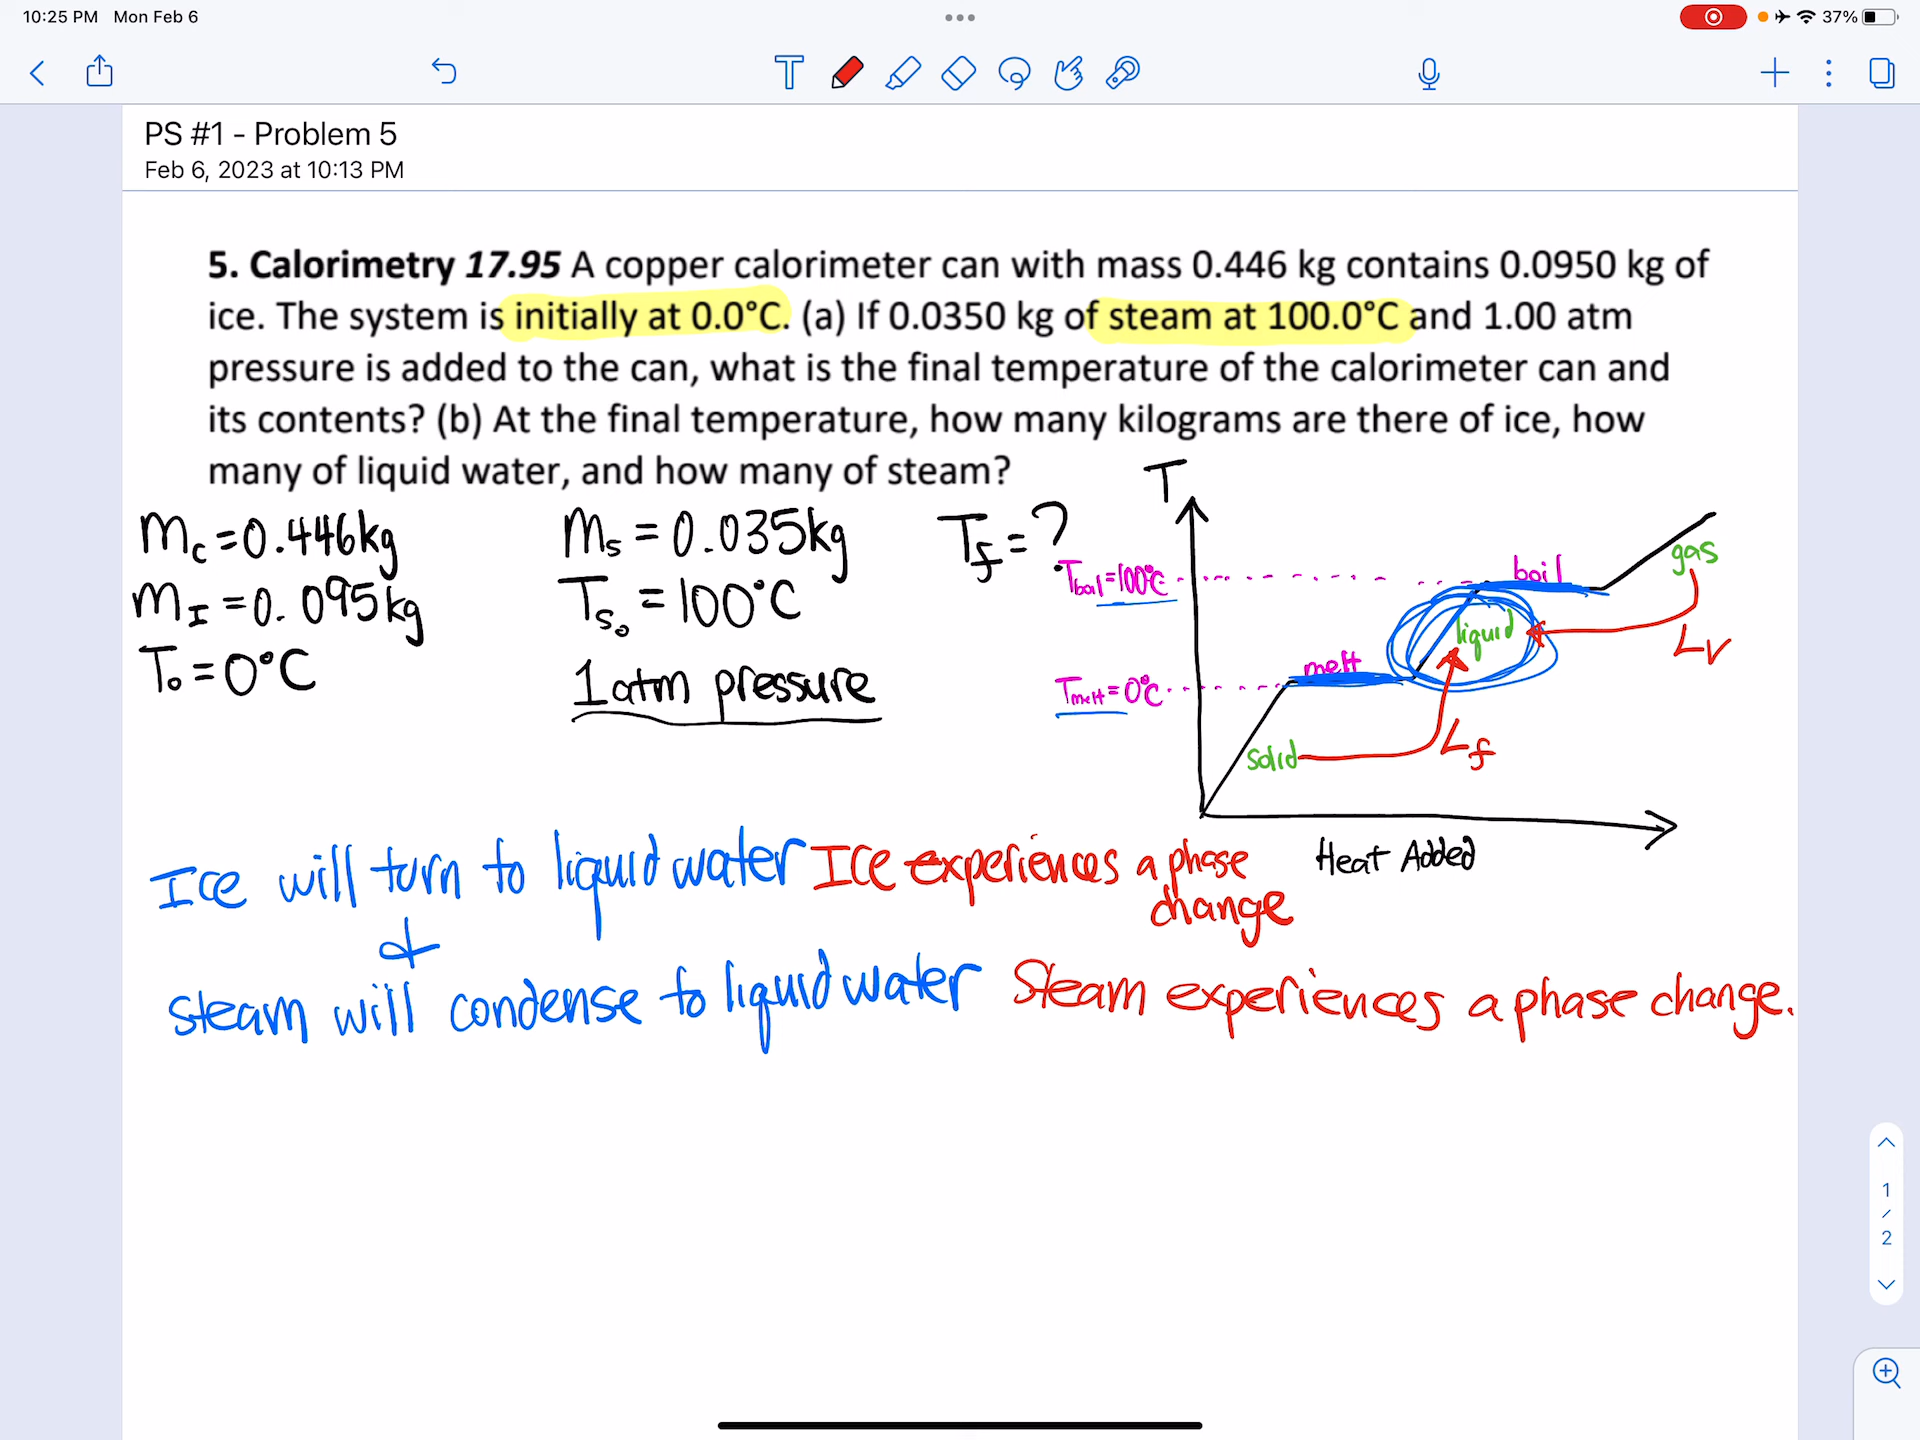 10:25 PM Mon Feb 6
37%
T
PS #1 - Problem 5
Feb 6, 2023 at 10:13 PM
5. Calorimetry 17.95 A copper calorimeter can with mass 0.446 kg contains 0.0950 kg of
ice. The system is initially at 0.0°C. (a) If 0.0350 kg of steam at 100.0°C and 1.00 atm
pressure is added to the can, what is the final temperature of the calorimeter can and
its contents? (b) At the final temperature, how many kilograms are there of ice, how
many of liquid water, and how many of steam?
Mc=0.446kg
MI=0.095kg
To=0°C
Ms=0.035kg
Tso=100°C
1atm pressure
Tf=?
T
Tboil=100°C
boil
gas
liquid
Lv
Tmelt=0°C
melt
solid
Lf
Heat Added
Ice will turn to liquid water
Ice experiences a phase
change
&
steam will condense to liquid water
Steam experiences a phase change.
1
/
2